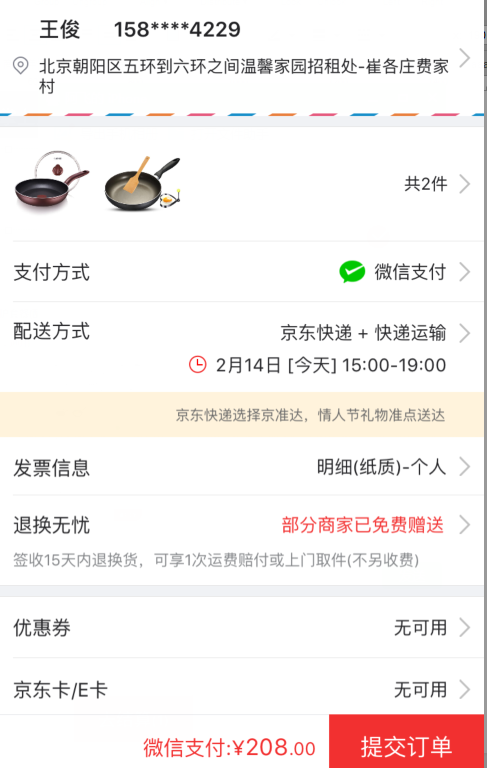 王俊 158****4229
北京朝阳区五环到六环之间温馨家园招租处-崔各庄费家
村
共2件
支付方式 微信支付
配送方式 京东快递 + 快递运输
2月14日 [今天] 15:00-19:00
京东快递选择京准达，情人节礼物准点送达
发票信息 明细(纸质)-个人
退换无忧 部分商家已免费赠送
签收15天内退换货，可享1次运费赔付或上门取件(不另收费)
优惠券 无可用
京东卡/E卡 无可用
微信支付:¥208.00 提交订单